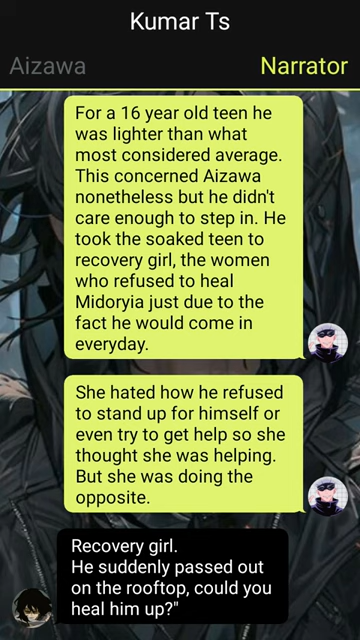 Kumar Ts
Aizawa
Narrator
For a 16 year old teen he
was lighter than what
most considered average.
This concerned Aizawa
nonetheless but he didn't
care enough to step in. He
took the soaked teen to
recovery girl, the women
who refused to heal
Midoryia just due to the
fact he would come in
everyday.
She hated how he refused
to stand up for himself or
even try to get help so she
thought she was helping.
But she was doing the
opposite.
Recovery girl.
He suddenly passed out
on the rooftop, could you
heal him up?"